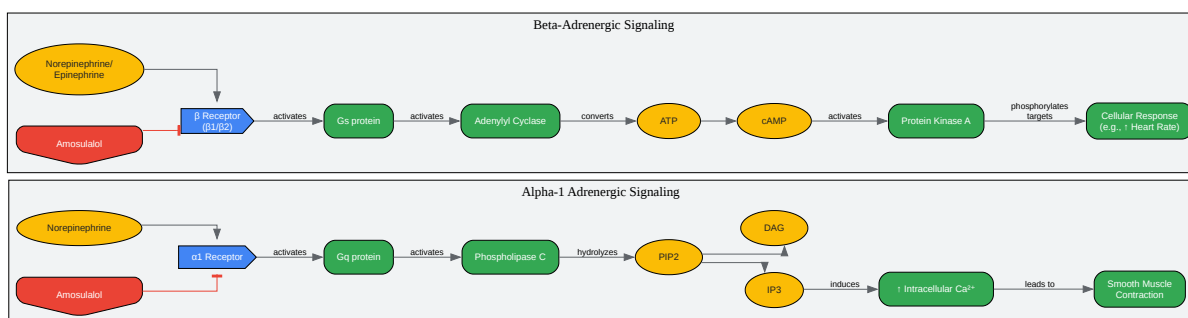 Beta-Adrenergic Signaling
Norepinephrine/
Epinephrine
Amosulalol
β Receptor
(β1/β2)
activates
Gs protein
activates
Adenylyl Cyclase
converts
ATP
cAMP
activates
Protein Kinase A
phosphorylates
targets
Cellular Response
(e.g., ↑ Heart Rate)
Alpha-1 Adrenergic Signaling
Norepinephrine
Amosulalol
α1 Receptor
activates
Gq protein
activates
Phospholipase C
hydrolyzes
PIP2
DAG
IP3
induces
↑ Intracellular Ca²⁺
leads to
Smooth Muscle
Contraction